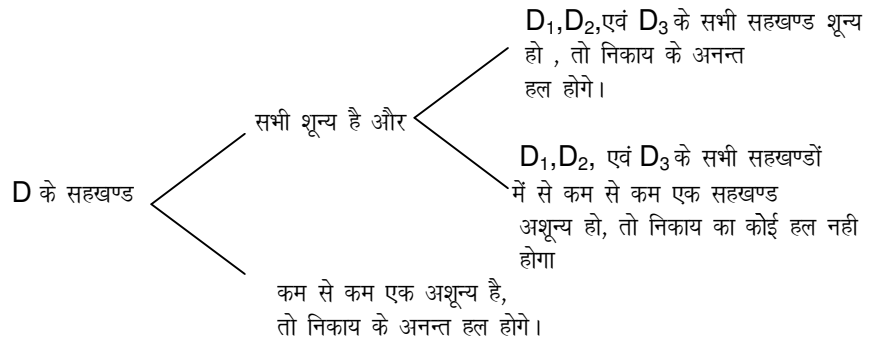 D के सहखण्ड
सभी शून्य है और
D₁,D₂,एवं D₃ के सभी सहखण्ड शून्य
हो , तो निकाय के अनन्त
हल होगे।
D₁,D₂, एवं D₃ के सभी सहखण्डों
में से कम से कम एक सहखण्ड
अशून्य हो, तो निकाय का कोई हल नही
होगा
कम से कम एक अशून्य है,
तो निकाय के अनन्त हल होगे।